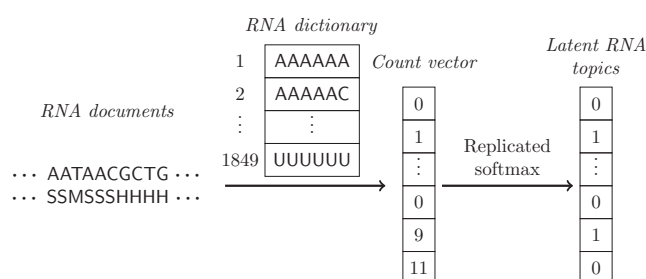 RNA dictionary
1 AAAAAA
2 AAAAAC
⋮ ⋮
1849 UUUUUU
RNA documents
··· AATAACGCTG ···
··· SSMSSSHHHH ···
Count vector
0
1
⋮
0
9
11
Replicated
softmax
Latent RNA
topics
0
1
⋮
0
1
0